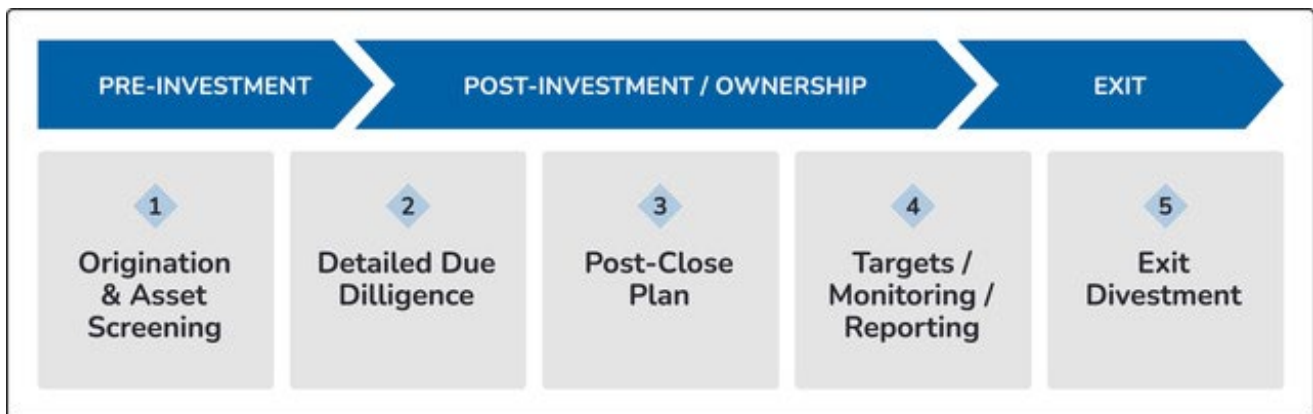 PRE-INVESTMENT
POST-INVESTMENT / OWNERSHIP
EXIT
1
Origination
& Asset
Screening
2
Detailed Due
Dilligence
3
Post-Close
Plan
4
Targets /
Monitoring /
Reporting
5
Exit
Divestment